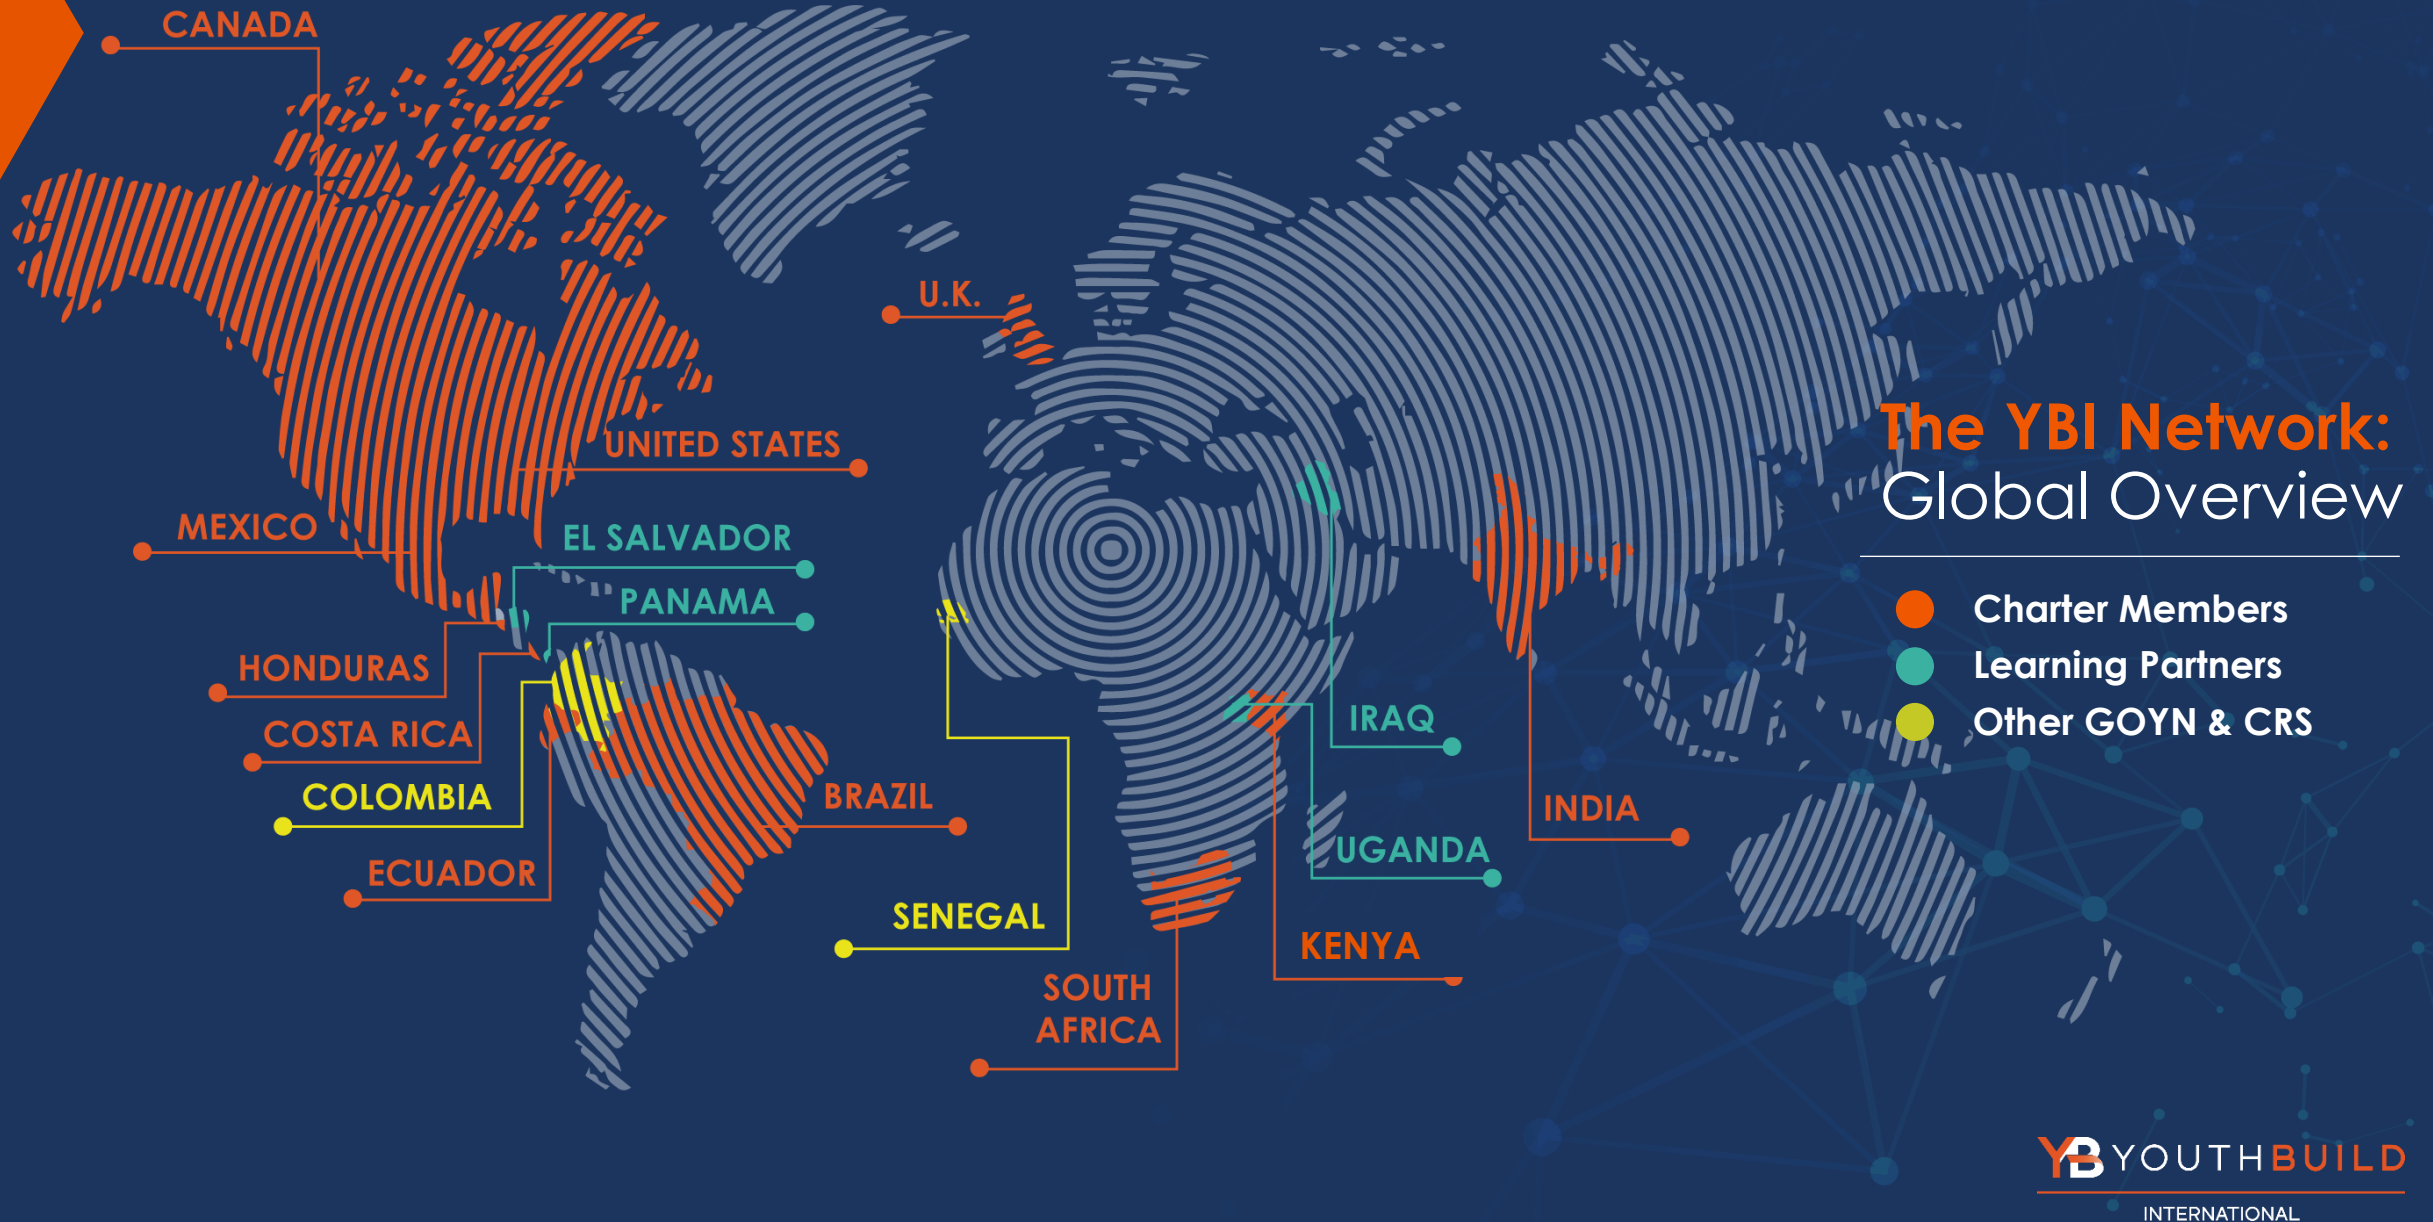 CANADA
U.K.
UNITED STATES
MEXICO
EL SALVADOR
PANAMA
HONDURAS
COSTA RICA
COLOMBIA
ECUADOR
BRAZIL
SENEGAL
SOUTH
AFRICA
IRAQ
UGANDA
KENYA
INDIA
The YBI Network:
Global Overview
Charter Members
Learning Partners
Other GOYN & CRS
YB YOUTHBUILD
INTERNATIONAL